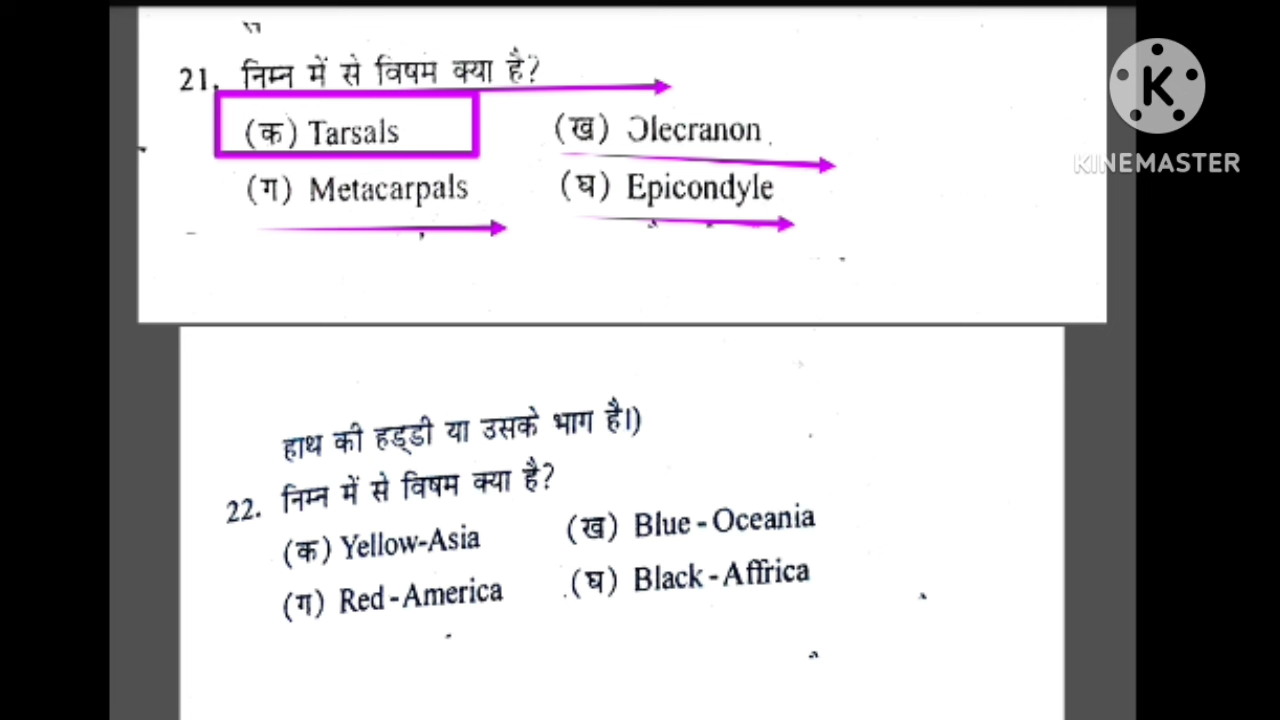 21. निम्न में से विषम क्या है?
(क) Tarsals (ख) Olecranon
(ग) Metacarpals (घ) Epicondyle
KINEMASTER
हाथ की हड्डी या उसके भाग है।)
22. निम्न में से विषम क्या है?
(क) Yellow-Asia (ख) Blue - Oceania
(ग) Red - America (घ) Black - Affrica